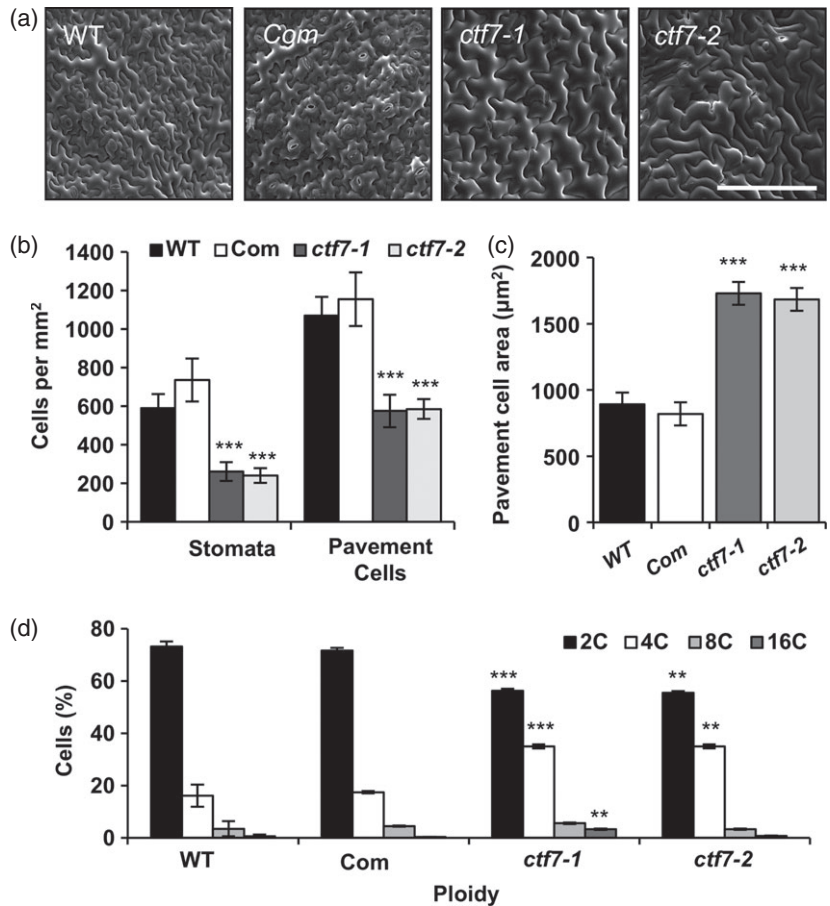 (a)
WT
Com
ctf7-1
ctf7-2
(b)
1400
1200
1000
800
600
400
200
0
Cells per mm²
WT Com ctf7-1 ctf7-2
***
***
***
***
Stomata
Pavement
Cells
(c)
2000
1500
1000
500
0
Pavement cell area (µm²)
***
***
WT
Com
ctf7-1
ctf7-2
(d)
80
60
40
20
0
Cells (%)
2C 4C 8C 16C
***
***
**
**
**
WT
Com
ctf7-1
ctf7-2
Ploidy